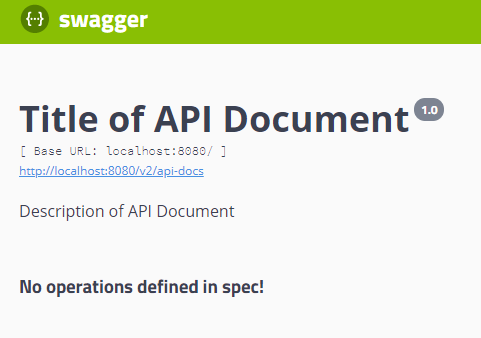 {···} swagger
Title of API Document 1.0
[ Base URL: localhost:8080/ ]
http://localhost:8080/v2/api-docs
Description of API Document
No operations defined in spec!